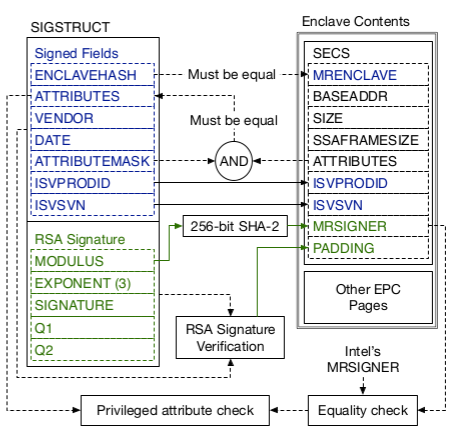 SIGSTRUCT
Signed Fields
ENCLAVEHASH
ATTRIBUTES
VENDOR
DATE
ATTRIBUTEMASK
ISVPRODID
ISVSVN
RSA Signature
MODULUS
EXPONENT (3)
SIGNATURE
Q1
Q2
Must be equal
Must be equal
AND
256-bit SHA-2
RSA Signature
Verification
Enclave Contents
SECS
MRENCLAVE
BASEADDR
SIZE
SSAFRAMESIZE
ATTRIBUTES
ISVPRODID
ISVSVN
MRSIGNER
PADDING
Other EPC
Pages
Intel's
MRSIGNER
Privileged attribute check
Equality check